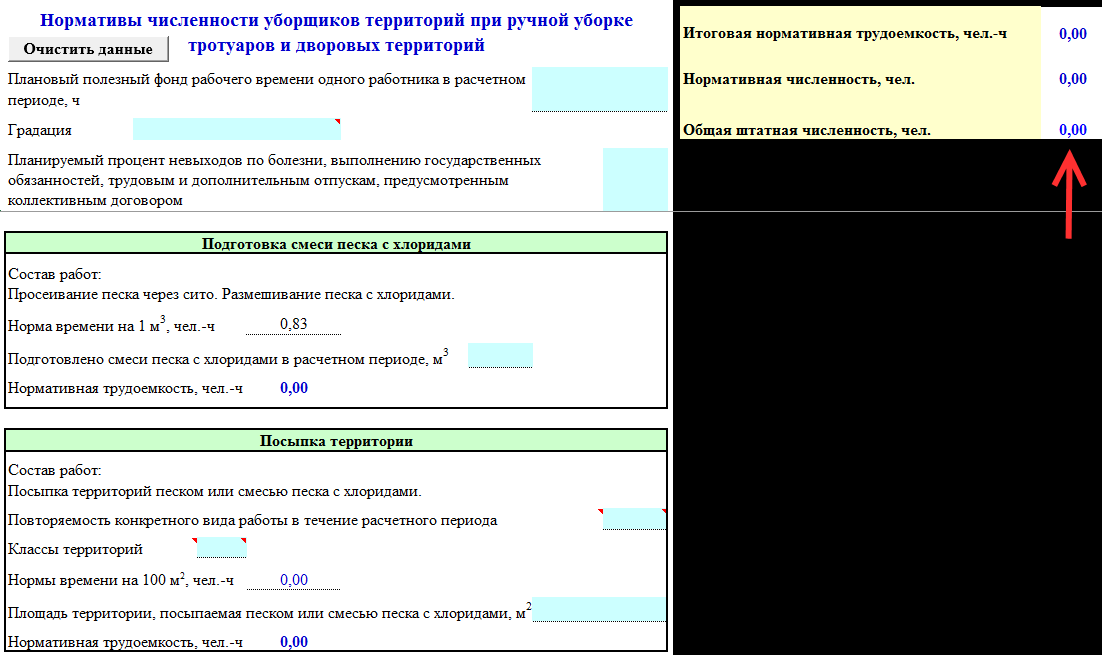 Нормативы численности уборщиков территорий при ручной уборке
тротуаров и дворовых территорий
Очистить данные
Плановый полезный фонд рабочего времени одного работника в расчетном
периоде, ч
Градация
Планируемый процент невыходов по болезни, выполнению государственных
обязанностей, трудовым и дополнительным отпускам, предусмотренным
коллективным договором
Итоговая нормативная трудоемкость, чел.-ч 0,00
Нормативная численность, чел. 0,00
Общая штатная численность, чел. 0,00
Подготовка смеси песка с хлоридами
Состав работ:
Просеивание песка через сито. Размешивание песка с хлоридами.
Норма времени на 1 м³, чел.-ч 0,83
Подготовлено смеси песка с хлоридами в расчетном периоде, м³
Нормативная трудоемкость, чел.-ч 0,00
Посыпка территории
Состав работ:
Посыпка территорий песком или смесью песка с хлоридами.
Повторяемость конкретного вида работы в течение расчетного периода
Классы территорий
Нормы времени на 100 м², чел.-ч 0,00
Площадь территории, посыпаемая песком или смесью песка с хлоридами, м²
Нормативная трудоемкость, чел.-ч 0,00